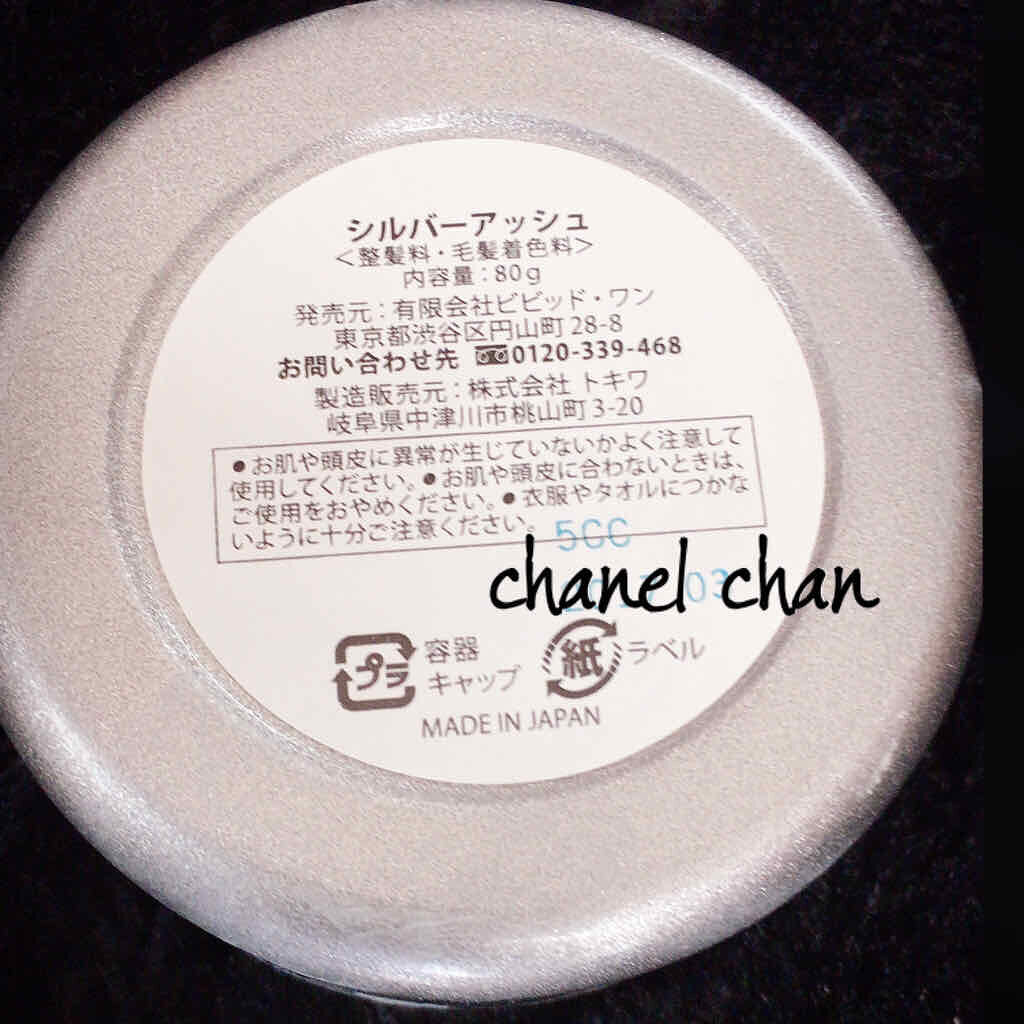 シルバーアッシュ
<整髪料・毛髪着色料>
内容量：80g
発売元：有限会社ビビッド・ワン
東京都渋谷区円山町28-8
お問い合わせ先 0120-339-468
製造販売元：株式会社 トキワ
岐阜県中津川市桃山町3-20
●お肌や頭皮に異常が生じていないかよく注意して
使用してください。●お肌や頭皮に合わないときは、
ご使用をおやめください。●衣服やタオルにつかな
いように十分ご注意ください。
5CC
03
chanel chan
プラ 容器
キャップ
紙 ラベル
MADE IN JAPAN